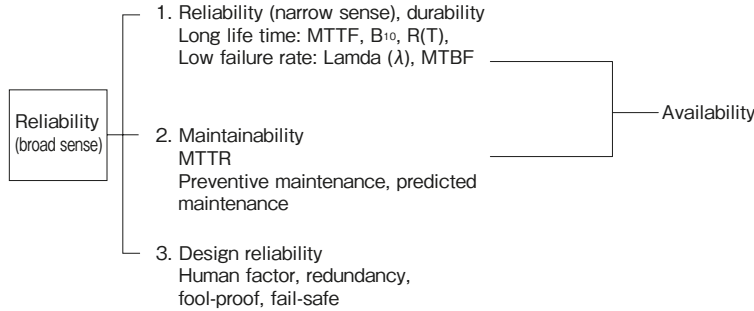 1. Reliability (narrow sense), durability
Long life time: MTTF, B10, R(T),
Low failure rate: Lamda (λ), MTBF
Availability
Reliability
(broad sense)
2. Maintainability
MTTR
Preventive maintenance, predicted
maintenance
3. Design reliability
Human factor, redundancy,
fool-proof, fail-safe